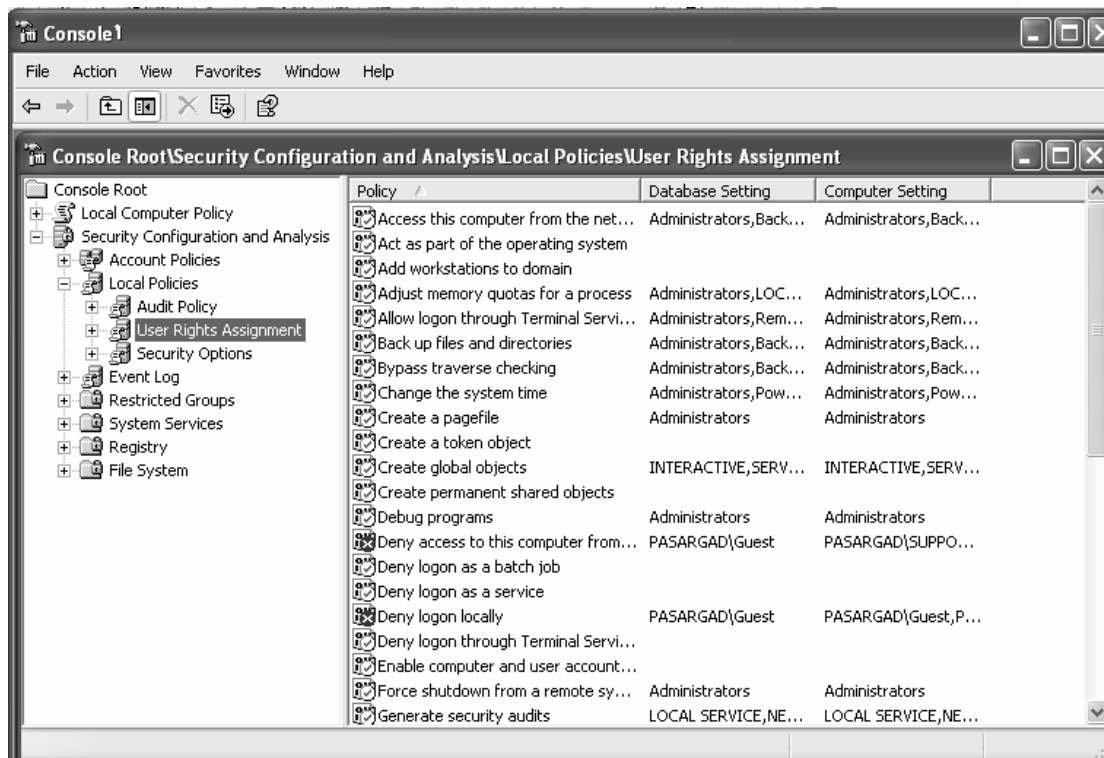 Console1
File Action View Favorites Window Help
Console Root\Security Configuration and Analysis\Local Policies\User Rights Assignment
Console Root
Local Computer Policy
Security Configuration and Analysis
Account Policies
Local Policies
Audit Policy
User Rights Assignment
Security Options
Event Log
Restricted Groups
System Services
Registry
File System
Policy Database Setting Computer Setting
Access this computer from the net... Administrators,Back... Administrators,Back...
Act as part of the operating system
Add workstations to domain
Adjust memory quotas for a process Administrators,LOC... Administrators,LOC...
Allow logon through Terminal Servi... Administrators,Rem... Administrators,Rem...
Back up files and directories Administrators,Back... Administrators,Back...
Bypass traverse checking Administrators,Back... Administrators,Back...
Change the system time Administrators,Pow... Administrators,Pow...
Create a pagefile Administrators Administrators
Create a token object
Create global objects INTERACTIVE,SERV... INTERACTIVE,SERV...
Create permanent shared objects
Debug programs Administrators Administrators
Deny access to this computer from... PASARGAD\Guest PASARGAD\SUPPO...
Deny logon as a batch job
Deny logon as a service
Deny logon locally PASARGAD\Guest PASARGAD\Guest,P...
Deny logon through Terminal Servi...
Enable computer and user account...
Force shutdown from a remote sy... Administrators Administrators
Generate security audits LOCAL SERVICE,NE... LOCAL SERVICE,NE...